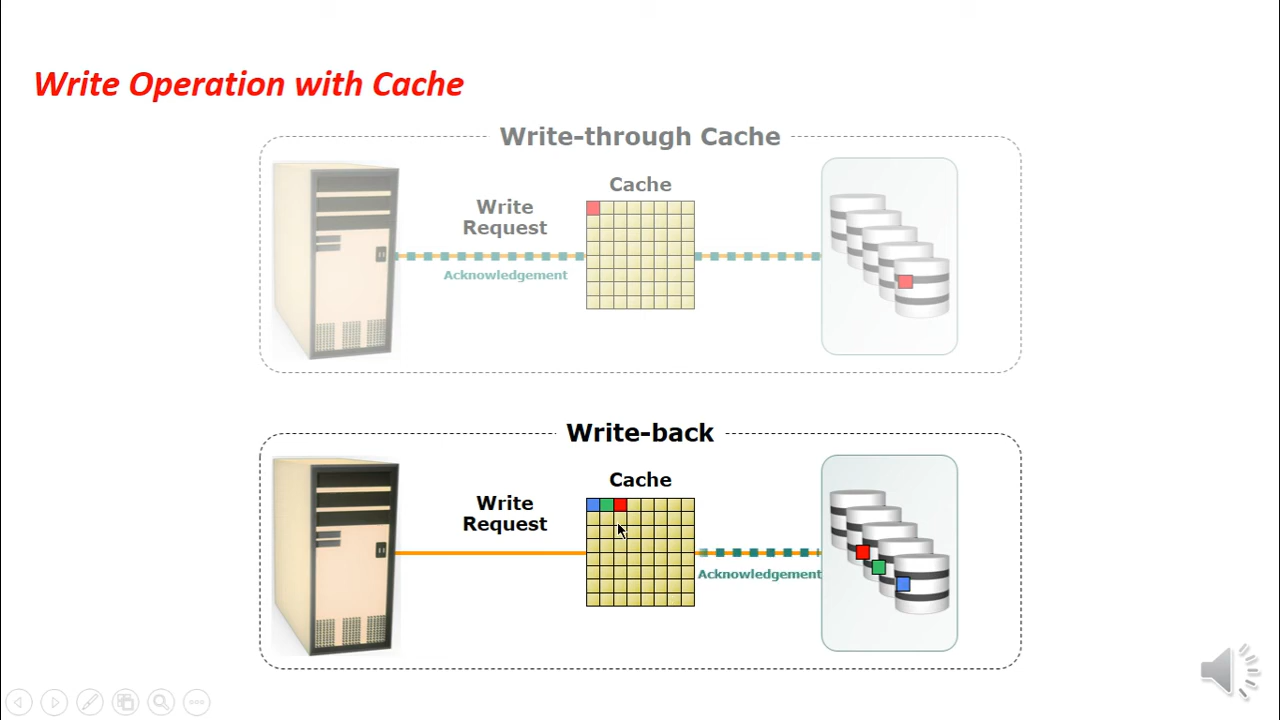 Write Operation with Cache
Write-through Cache
Cache
Write
Request
Acknowledgement
Write-back
Cache
Write
Request
Acknowledgement